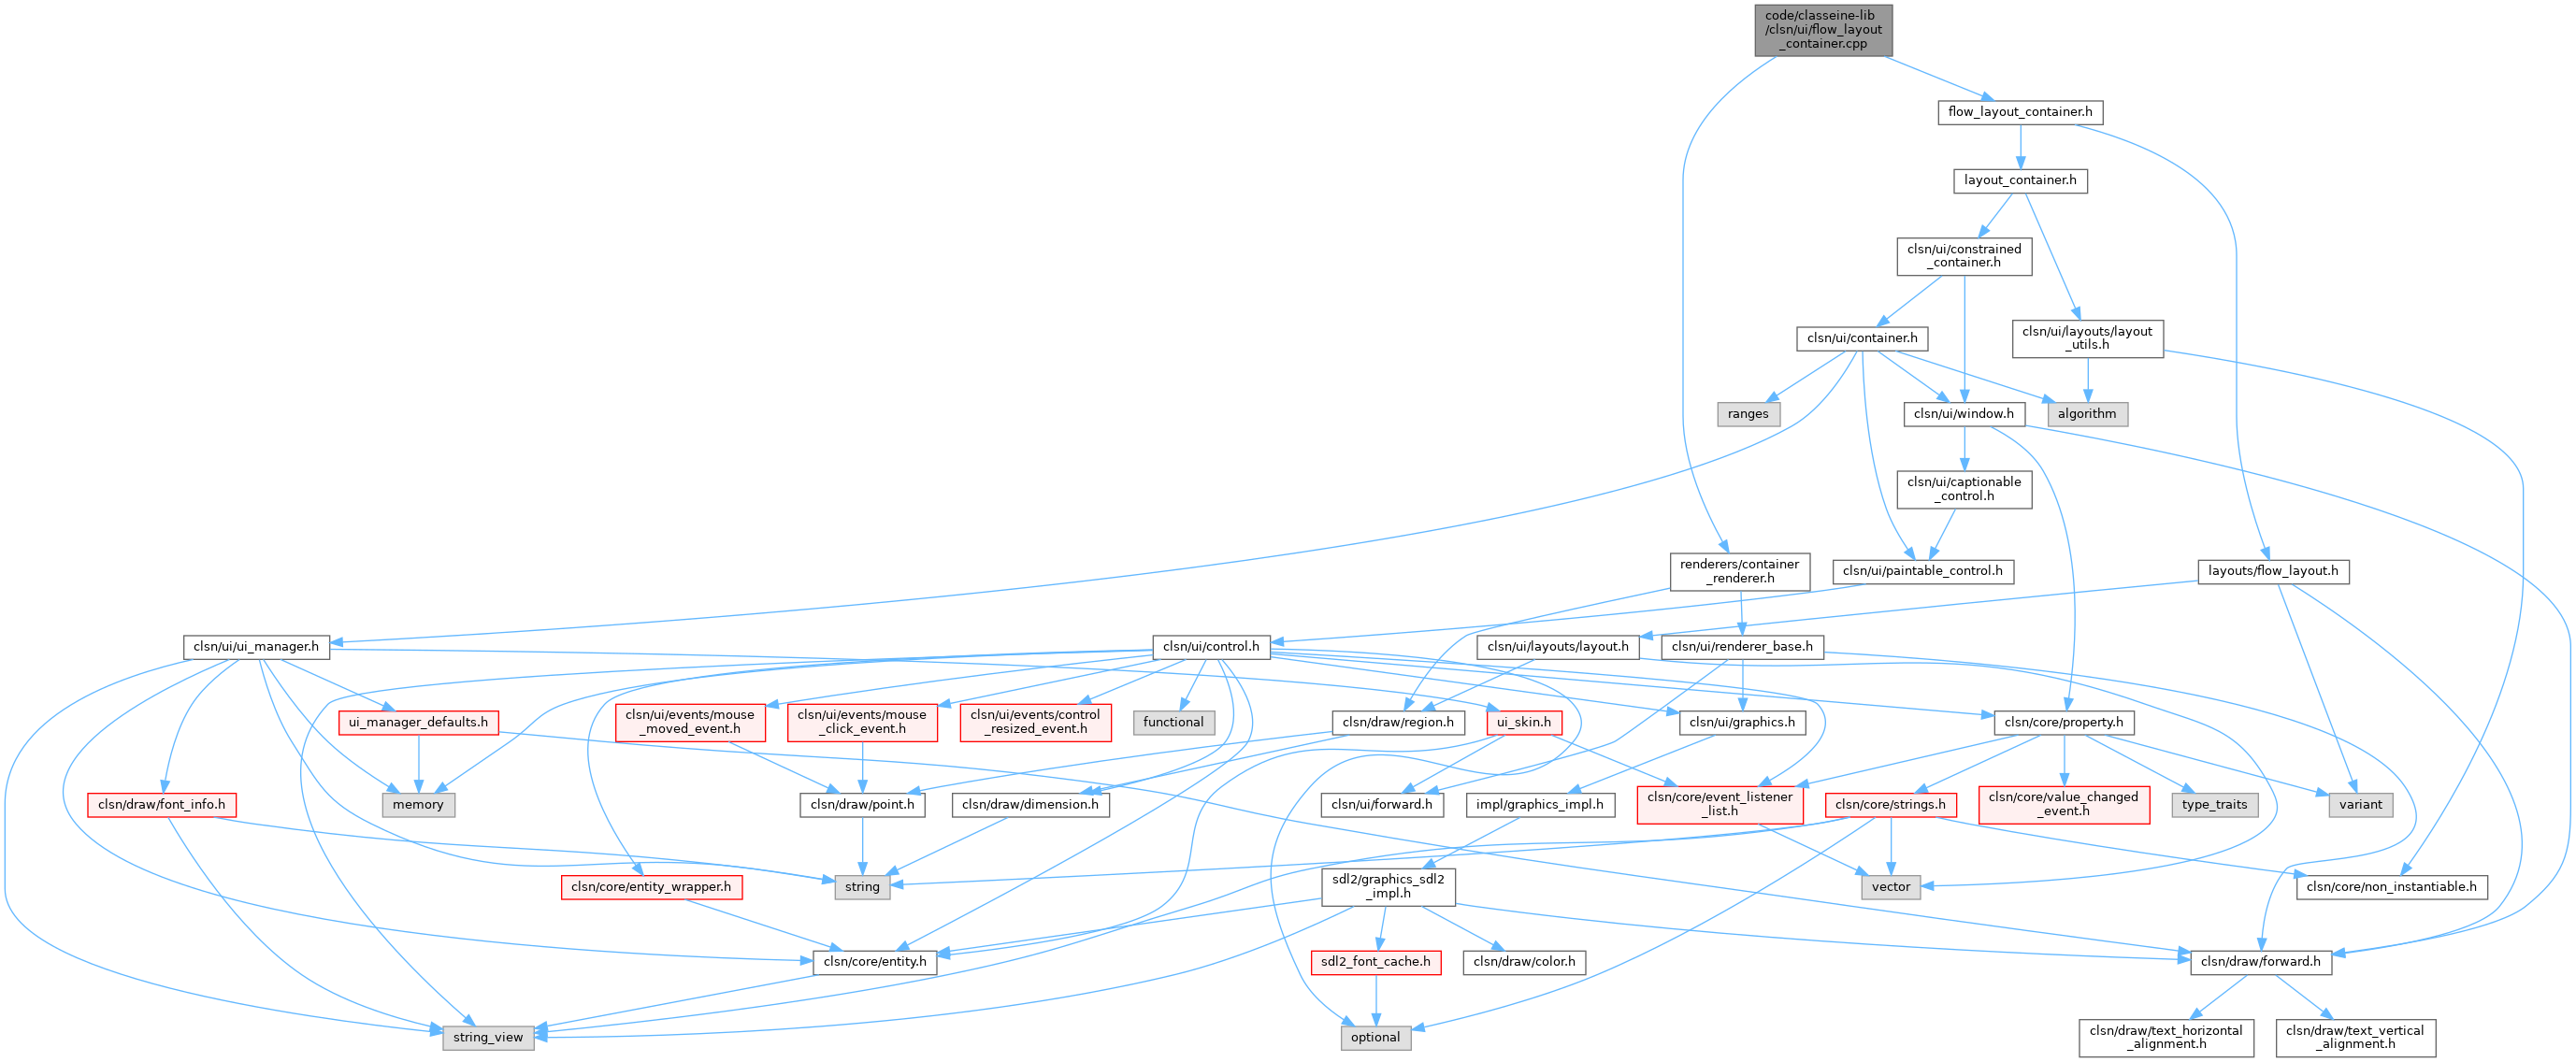 code/classeine-lib
/clsn/ui/flow_layout
_container.cpp
flow_layout_container.h
layout_container.h
clsn/ui/constrained
_container.h
clsn/ui/container.h
clsn/ui/layouts/layout
_utils.h
ranges
clsn/ui/window.h
algorithm
clsn/ui/captionable
_control.h
renderers/container
_renderer.h
clsn/ui/paintable_control.h
layouts/flow_layout.h
clsn/ui/ui_manager.h
clsn/ui/control.h
clsn/ui/layouts/layout.h
clsn/ui/renderer_base.h
ui_manager_defaults.h
clsn/ui/events/mouse
_moved_event.h
clsn/ui/events/mouse
_click_event.h
clsn/ui/events/control
_resized_event.h
functional
clsn/draw/region.h
ui_skin.h
clsn/ui/graphics.h
clsn/core/property.h
clsn/draw/font_info.h
memory
clsn/draw/point.h
clsn/draw/dimension.h
clsn/ui/forward.h
impl/graphics_impl.h
clsn/core/event_listener
_list.h
clsn/core/strings.h
clsn/core/value_changed
_event.h
type_traits
variant
clsn/core/entity_wrapper.h
string
sdl2/graphics_sdl2
_impl.h
vector
clsn/core/non_instantiable.h
clsn/core/entity.h
sdl2_font_cache.h
clsn/draw/color.h
clsn/draw/forward.h
string_view
optional
clsn/draw/text_horizontal
_alignment.h
clsn/draw/text_vertical
_alignment.h